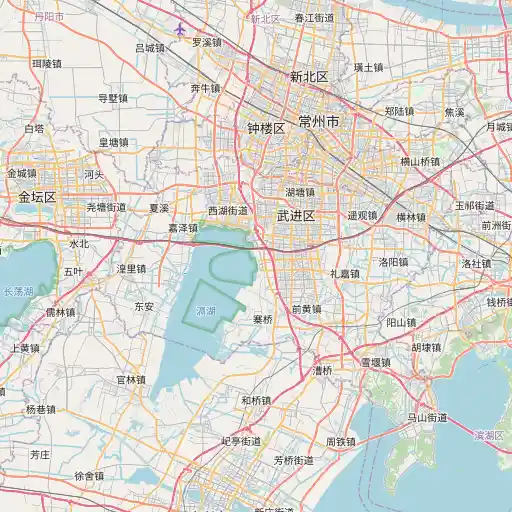 丹阳市
新北区
春江街道
吕城镇
罗溪镇
珥陵镇
新北区
璜土镇
奔牛镇
导墅镇
郑陆镇
焦溪
白塔
钟楼区
常州市
月城镇
皇塘镇
横山桥镇
金城镇
河头
金坛区
湖塘镇
尧塘街道
夏溪
西湖街道
武进区
遥观镇
横林镇
玉祁街道
前洲街道
嘉泽镇
水北
五叶
湟里镇
礼嘉镇
洛阳镇
洛社镇
长荡湖
东安
滆湖
前黄镇
钱桥街道
儒林镇
寨桥
阳山镇
上黄镇
胡埭镇
官林镇
漕桥
雪堰镇
杨巷镇
和桥镇
马山街道
滨湖区
屺亭街道
周铁镇
芳庄
芳桥街道
徐舍镇
新庄街道